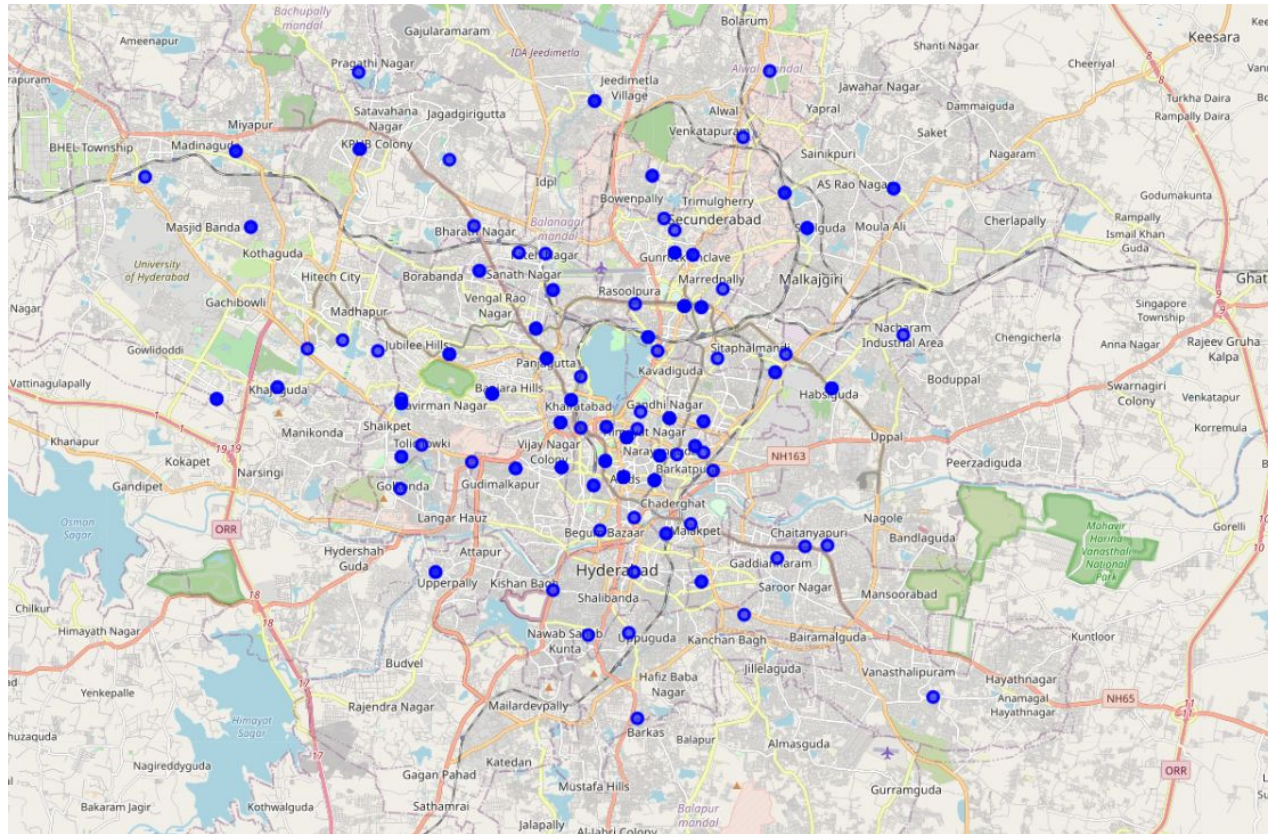 Bachupally
mandal
Bolarum
Ameenapur
Gajularamaram
Shanti Nagar
Keesara
IDA Jeedimetla
Pragathi Nagar
Alwal mandal
Cheeriyal
Jeedimetla
Village
Jawahar Nagar
Turkha Daira
Rampally Daira
Satavahana
Nagar
Jagadgirigutta
Alwal
Yapral
Dammaiguda
Miyapur
Venkatapuram
Saket
BHEL Township
Madinaguda
KPHB Colony
Sainikpuri
Nagaram
Idpl
AS Rao Nagar
Godumakunta
Bowenpally
Trimulgherry
Secunderabad
Cherlapally
Rampally
Ismail Khan
Guda
Masjid Banda
Bharath Nagar
Balanagar
mandal
Moula Ali
Kothaguda
University
of Hyderabad
Hitech City
Borabanda
Sanath Nagar
Marredpally
Malkajgiri
Ghat
Nagar
Gachibowli
Vengal Rao
Nagar
Rasoolpura
Singapore
Township
Madhapur
Nacharam
Industrial Area
Chengicherla
Anna Nagar
Rajeev Gruha
Kalpa
Gowlidoddi
Jubilee Hills
Panjagutta
Sitaphalmandi
Kavadiguda
Boduppal
Vattinagulapally
Banjara Hills
Habsiguda
Swarnagiri
Colony
Venkatapur
Manikonda
Shaikpet
Khairatabad
Gandhi Nagar
Korremula
Khanapur
Kokapet
Narsingi
19,19
Vijay Nagar
Colony
Uppal
Gandipet
Gudimalkapur
Barkatpura
NH163
Peerzadiguda
Osman
Sagar
ORR
Langar Hauz
Chaderghat
Nagole
Gorelli
Hydershah
Guda
Attapur
Begum Bazaar
Malakpet
Chaitanyapuri
Bandlaguda
Mahavir
Harina
Vanasthali
National
Park
Upperpally
Kishan Bagh
Hyderabad
Gaddiannaram
Saroor Nagar
Mansoorabad
Chilkur
Shalibanda
Himayath Nagar
Nawab Saheb
Kunta
Uppuguda
Kanchan Bagh
Bairamalguda
Kuntloor
Budvel
Jillelaguda
Vanasthalipuram
Hayathnagar
Yenkepalle
Hafiz Baba
Nagar
Anamagal
Hayathnagar
NH65
Himayat
Sagar
Rajendra Nagar
Mailardevpally
Barkas
Balapur
Almasguda
Nagireddyguda
Gagan Pahad
Katedan
Mustafa Hills
Gurramguda
ORR
Bakaram Jagir
Kothwalguda
Sathamrai
Balapur
mandal
Jalapally
Al-Jabri Colony